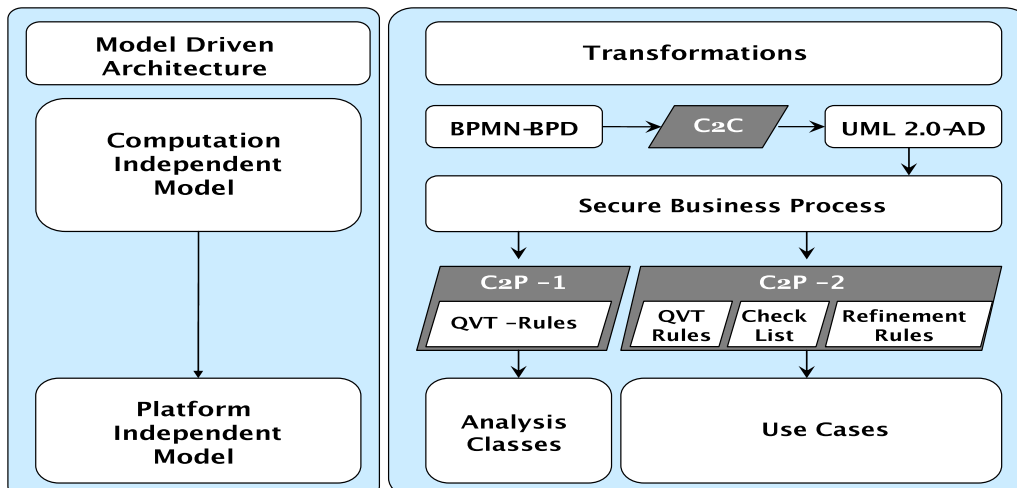 Model Driven
Architecture
Computation
Independent
Model
Platform
Independent
Model
Transformations
BPMN-BPD
C2C
UML 2.0-AD
Secure Business Process
C2P -1
QVT -Rules
C2P -2
QVT
Rules
Check
List
Refinement
Rules
Analysis
Classes
Use Cases